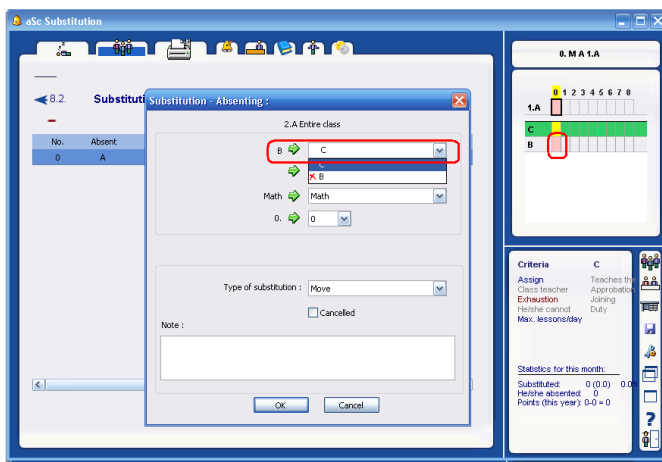 aSc Substitution
0. M A 1.A
8.2. Substituti
No. Absent
0 A
Substitution - Absenting :
2.A Entire class
B C
C
B
Math Math
0. 0
Type of substitution : Move
Cancelled
Note :
OK Cancel
0 1 2 3 4 5 6 7 8
1.A
C
B
Criteria C
Assign Teaches the
Class teacher Approbation
Exhaustion Joining
He/she cannot Duty
Max. lessons/day
Statistics for this month:
Substituted: 0 (0.0) 0.0
He/she absented: 0
Points (this year): 0-0 = 0